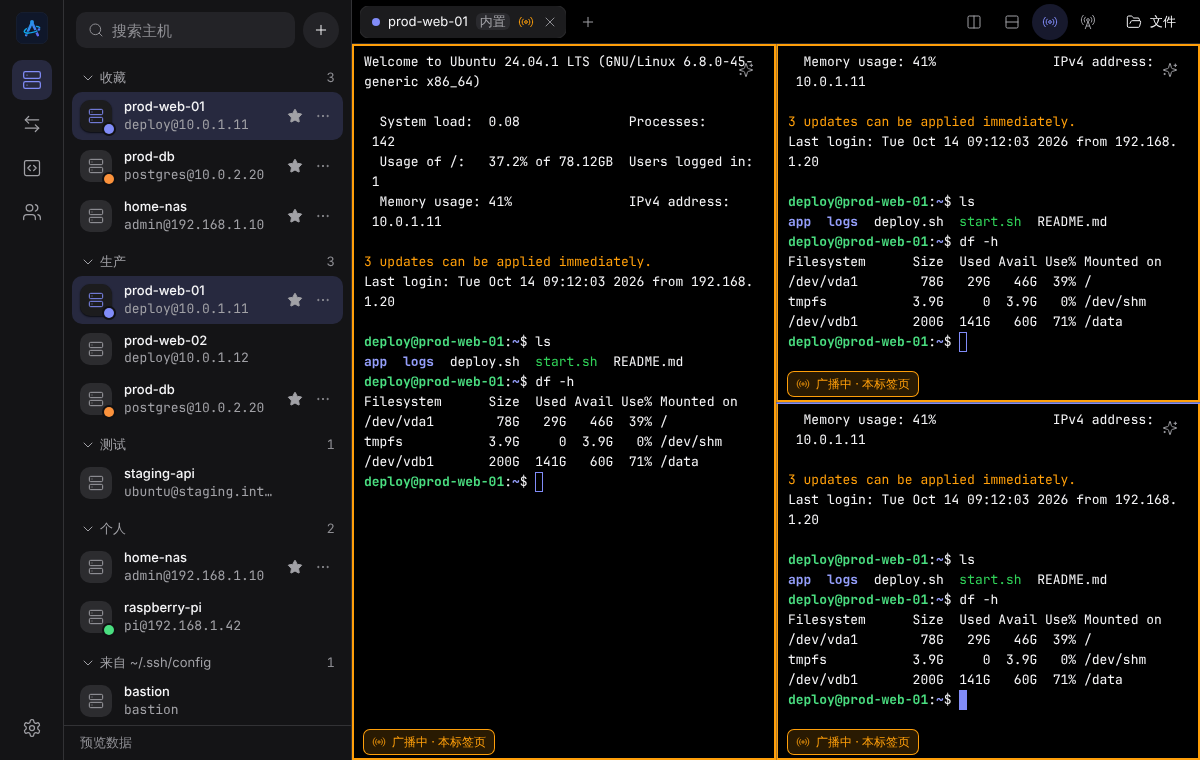 搜索主机
收藏 3
prod-web-01
deploy@10.0.1.11
prod-db
postgres@10.0.2.20
home-nas
admin@192.168.1.10
生产 3
prod-web-01
deploy@10.0.1.11
prod-web-02
deploy@10.0.1.12
prod-db
postgres@10.0.2.20
测试 1
staging-api
ubuntu@staging.int…
个人 2
home-nas
admin@192.168.1.10
raspberry-pi
pi@192.168.1.42
来自 ~/.ssh/config 1
bastion
bastion
预览数据
prod-web-01 内置
文件
Welcome to Ubuntu 24.04.1 LTS (GNU/Linux 6.8.0-45-
generic x86_64)
System load: 0.08 Processes:
142
Usage of /: 37.2% of 78.12GB Users logged in:
1
Memory usage: 41% IPv4 address:
10.0.1.11
3 updates can be applied immediately.
Last login: Tue Oct 14 09:12:03 2026 from 192.168.
1.20
deploy@prod-web-01:~$ ls
app logs deploy.sh start.sh README.md
deploy@prod-web-01:~$ df -h
Filesystem Size Used Avail Use% Mounted on
/dev/vda1 78G 29G 46G 39% /
tmpfs 3.9G 0 3.9G 0% /dev/shm
/dev/vdb1 200G 141G 60G 71% /data
deploy@prod-web-01:~$
广播中 · 本标签页
Memory usage: 41% IPv4 address:
10.0.1.11
3 updates can be applied immediately.
Last login: Tue Oct 14 09:12:03 2026 from 192.168.
1.20
deploy@prod-web-01:~$ ls
app logs deploy.sh start.sh README.md
deploy@prod-web-01:~$ df -h
Filesystem Size Used Avail Use% Mounted on
/dev/vda1 78G 29G 46G 39% /
tmpfs 3.9G 0 3.9G 0% /dev/shm
/dev/vdb1 200G 141G 60G 71% /data
deploy@prod-web-01:~$
广播中 · 本标签页
Memory usage: 41% IPv4 address:
10.0.1.11
3 updates can be applied immediately.
Last login: Tue Oct 14 09:12:03 2026 from 192.168.
1.20
deploy@prod-web-01:~$ ls
app logs deploy.sh start.sh README.md
deploy@prod-web-01:~$ df -h
Filesystem Size Used Avail Use% Mounted on
/dev/vda1 78G 29G 46G 39% /
tmpfs 3.9G 0 3.9G 0% /dev/shm
/dev/vdb1 200G 141G 60G 71% /data
deploy@prod-web-01:~$
广播中 · 本标签页